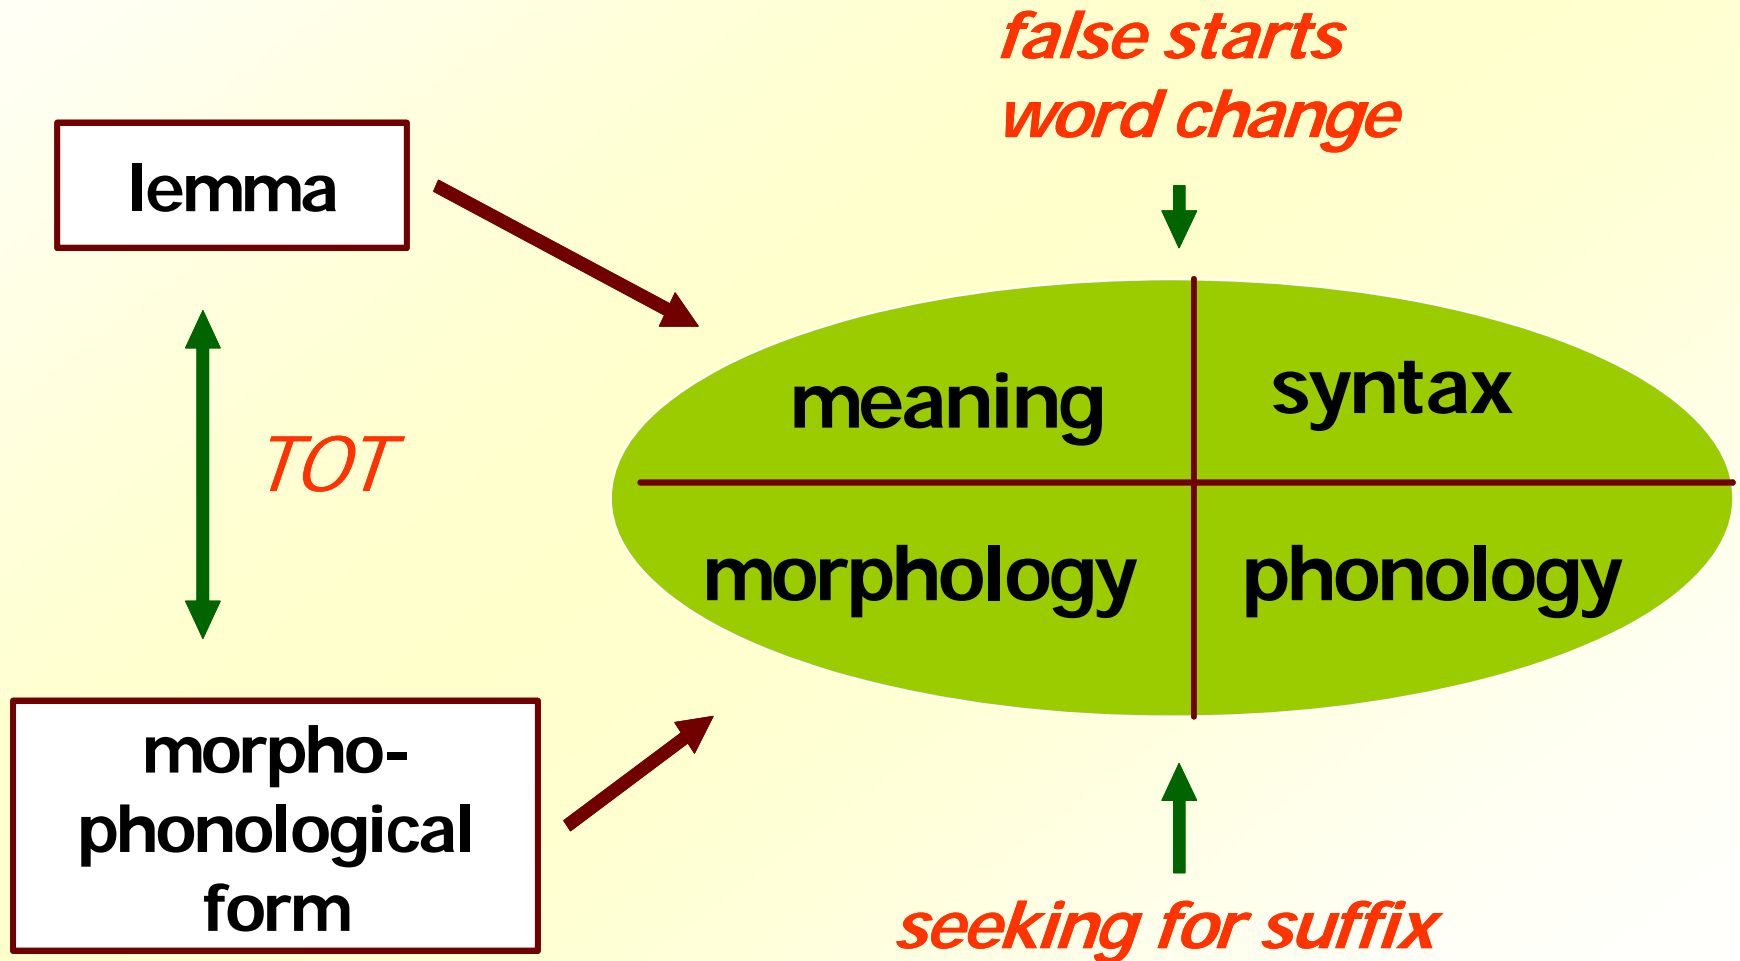 false starts
word change
lemma
meaning
syntax
TOT
morphology
phonology
morpho-
phonological
form
seeking for suffix